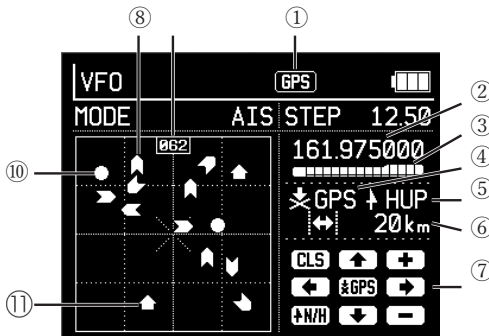 ⑧ ①
VFO GPS
②
MODE AIS STEP 12.50
③
062 161.975000
④
⑩
GPS HUP ⑤
20km ⑥
CLS +
GPS ⑦
N/H −
⑪